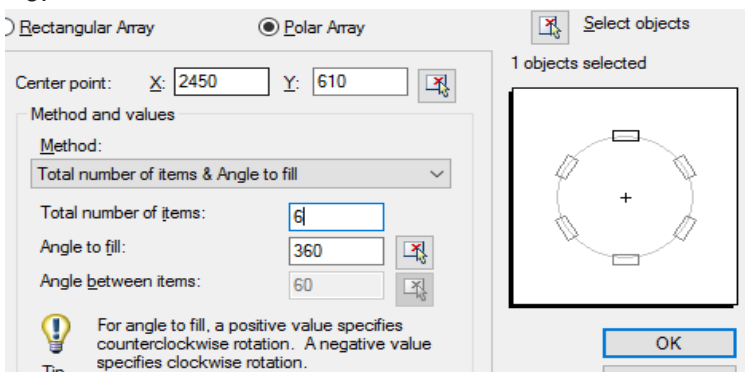 Rectangular Array Polar Array Select objects
1 objects selected
Center point: X: 2450 Y: 610
Method and values
Method:
Total number of items & Angle to fill
Total number of items: 6
Angle to fill: 360
Angle between items: 60
For angle to fill, a positive value specifies
counterclockwise rotation. A negative value
specifies clockwise rotation.
Tip
OK